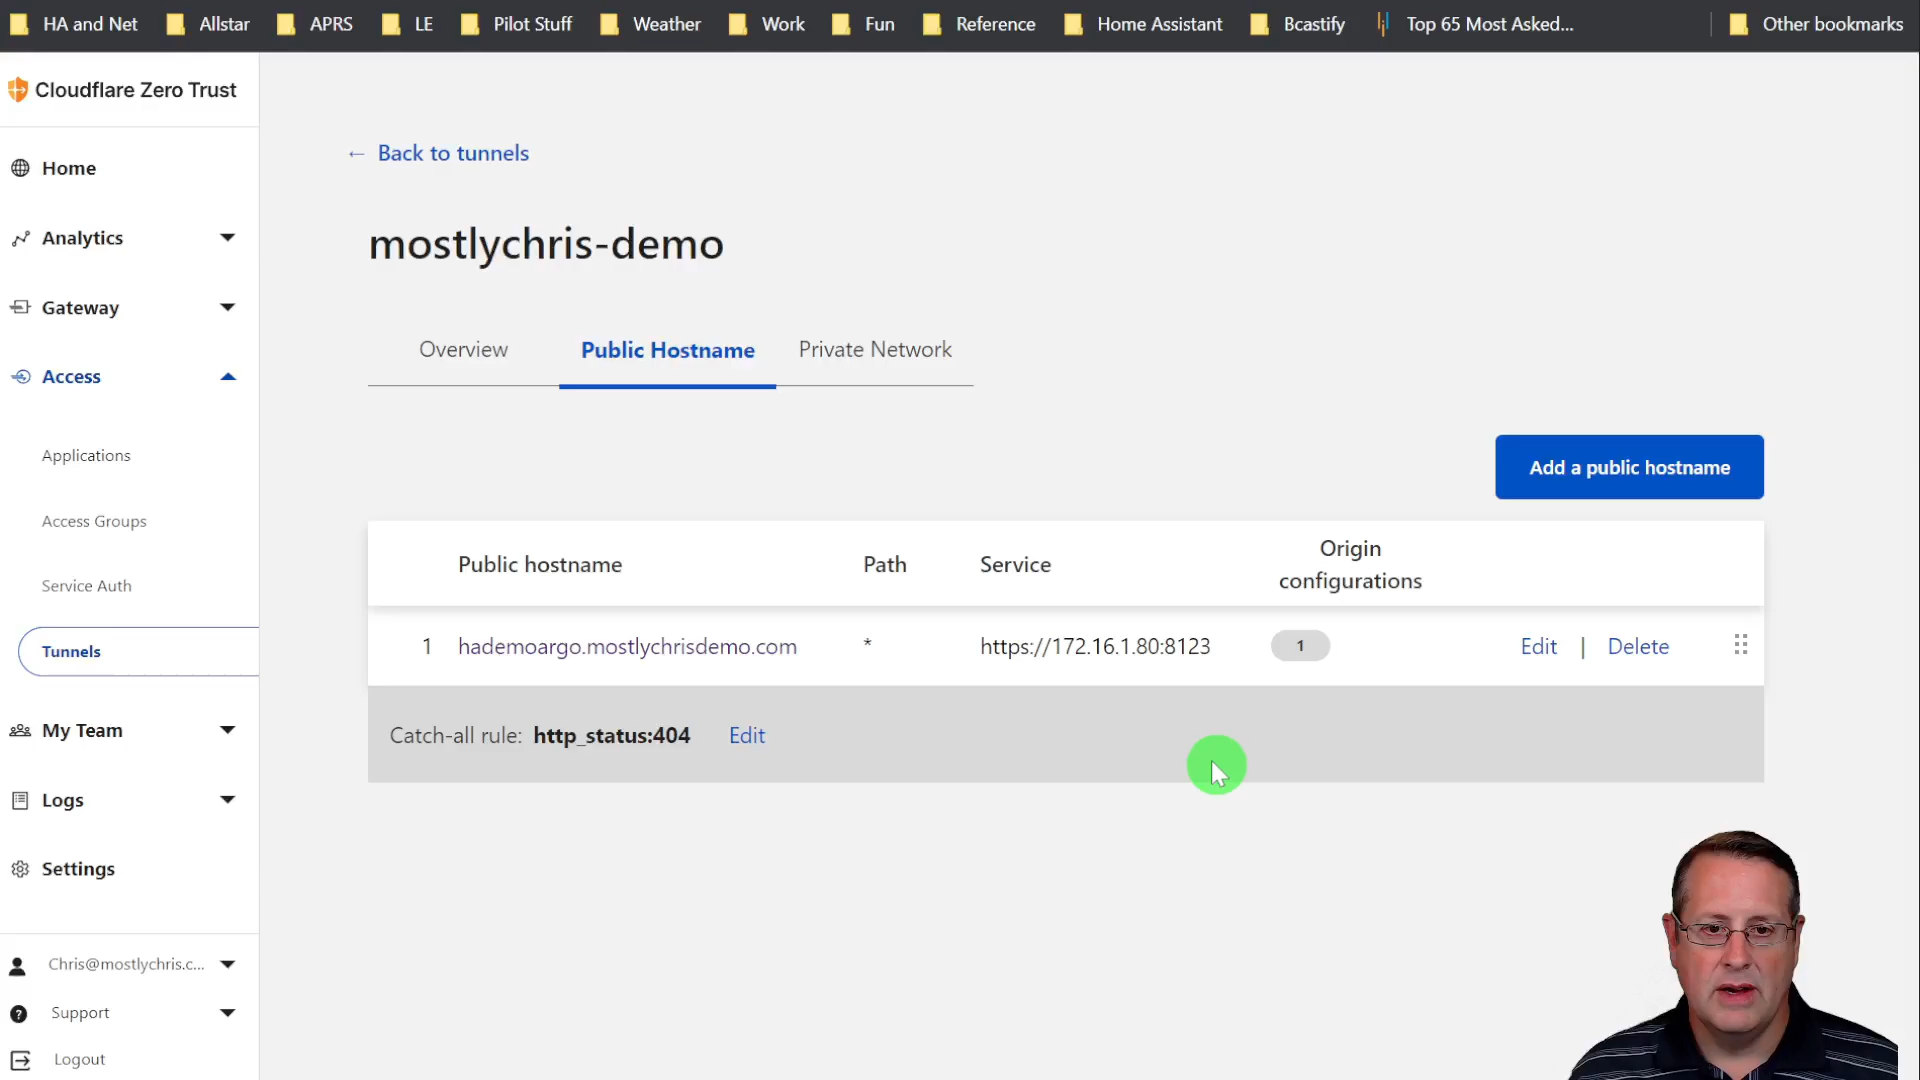 HA and Net
Allstar
APRS
LE
Pilot Stuff
Weather
Work
Fun
Reference
Home Assistant
Bcastify
Top 65 Most Asked...
Other bookmarks
Cloudflare Zero Trust
Home
Analytics
Gateway
Access
Applications
Access Groups
Service Auth
Tunnels
My Team
Logs
Settings
Chris@mostlychris.c...
Support
Logout
← Back to tunnels
mostlychris-demo
Overview
Public Hostname
Private Network
Add a public hostname
Public hostname
Path
Service
Origin
configurations
1 hademoargo.mostlychrisdemo.com * https://172.16.1.80:8123 1 Edit | Delete
Catch-all rule: http_status:404 Edit